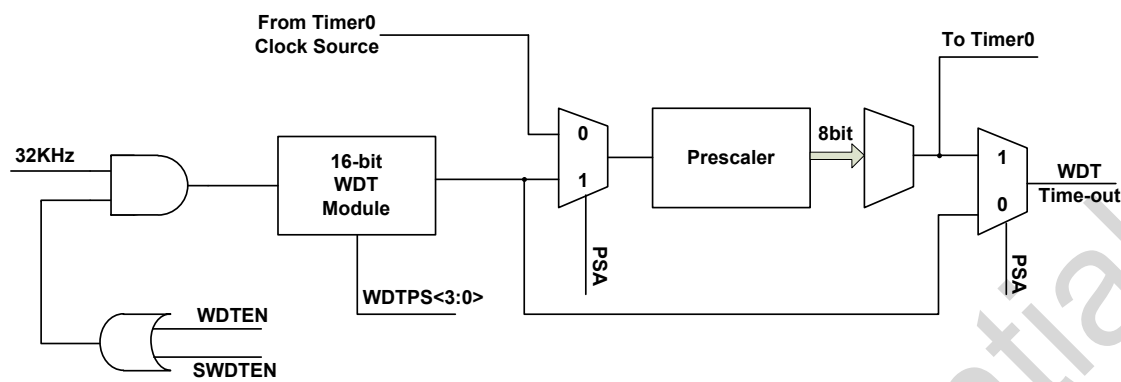 From Timer0
Clock Source
To Timer0
32KHz
16-bit
WDT
Module
0
1
Prescaler
8bit
1
0
WDT
Time-out
PSA
PSA
WDTPS<3:0>
WDTEN
SWDTEN